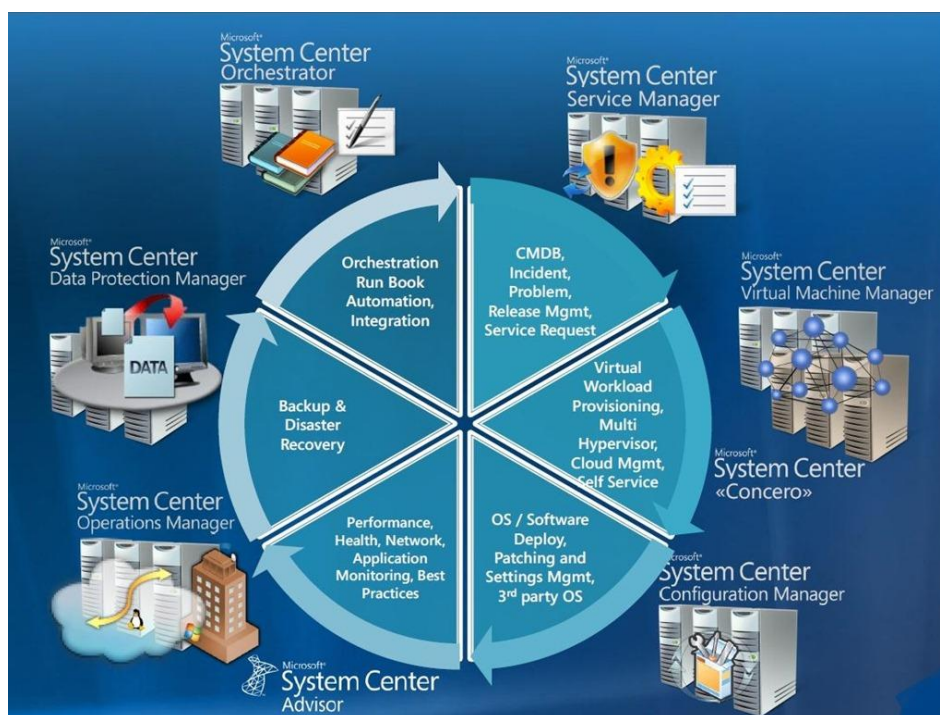 Microsoft®
System Center
Orchestrator
Microsoft®
System Center
Service Manager
Microsoft®
System Center
Data Protection Manager
Microsoft®
System Center
Virtual Machine Manager
Orchestration
Run Book
Automation,
Integration
CMDB,
Incident,
Problem,
Release Mgmt,
Service Request
DATA
Backup &
Disaster
Recovery
Virtual
Workload
Provisioning,
Multi
Hypervisor,
Cloud Mgmt,
Self Service
Microsoft®
System Center
«Concero»
Microsoft®
System Center
Operations Manager
Performance,
Health, Network,
Application
Monitoring, Best
Practices
OS / Software
Deploy,
Patching and
Settings Mgmt,
3rd party OS
Microsoft®
System Center
Configuration Manager
Microsoft®
System Center
Advisor